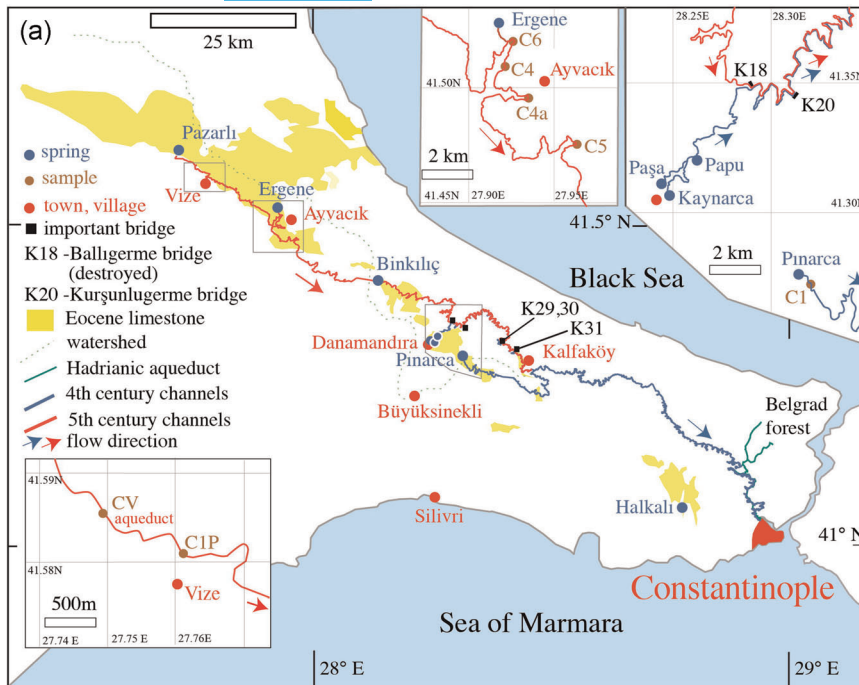 (a)
25 km
Pazarlı
spring
sample
Vize
town, village
Ergene
Ayvacık
important bridge
K18 -Ballıgerme bridge
(destroyed)
K20 -Kurşunlugerme bridge
Eocene limestone
watershed
Hadrianic aqueduct
4th century channels
5th century channels
flow direction
Binkılıç
Danamandıra
Pınarca
Büyüksinekli
Silivri
K29,30
K31
Kalfaköy
Black Sea
41.5° N
Belgrad
forest
Halkalı
41° N
Constantinople
Sea of Marmara
28° E
29° E
Ergene
C6
C4
Ayvacık
C4a
C5
41.50N
2 km
41.45N
27.90E
27.95E
28.25E
28.30E
41.35N
K18
K20
Paşa
Papu
Kaynarca
41.30N
2 km
Pınarca
C1
41.59N
CV
aqueduct
C1P
41.58N
Vize
500m
27.74 E
27.75E
27.76E